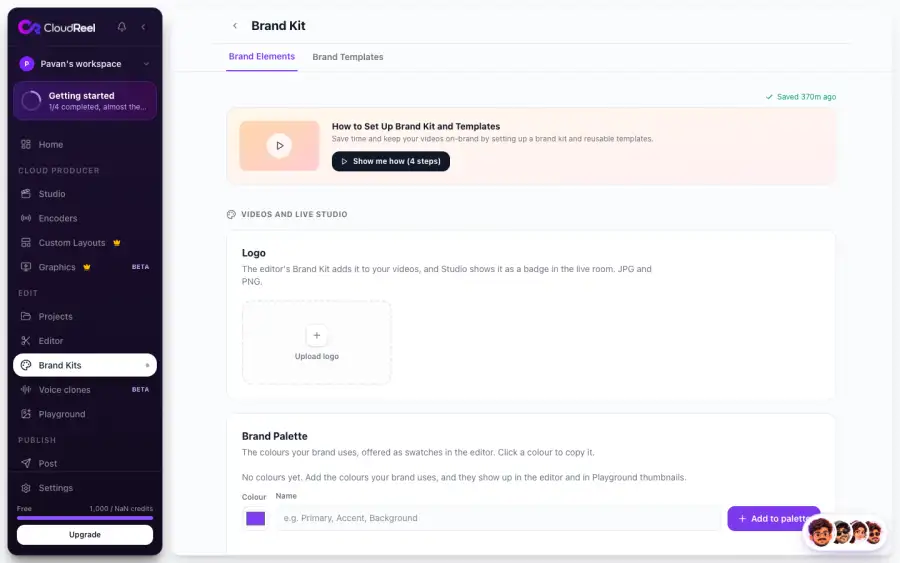 CloudReel
P Pavan's workspace
Getting started
1/4 completed, almost the...
Home
CLOUD PRODUCER
Studio
Encoders
Custom Layouts
Graphics BETA
EDIT
Projects
Editor
Brand Kits
Voice clones BETA
Playground
PUBLISH
Post
Settings
Free 1,000 / NaN credits
Upgrade
Brand Kit
Brand Elements Brand Templates
Saved 370m ago
How to Set Up Brand Kit and Templates
Save time and keep your videos on-brand by setting up a brand kit and reusable templates.
Show me how (4 steps)
VIDEOS AND LIVE STUDIO
Logo
The editor's Brand Kit adds it to your videos, and Studio shows it as a badge in the live room. JPG and
PNG.
Upload logo
Brand Palette
The colours your brand uses, offered as swatches in the editor. Click a colour to copy it.
No colours yet. Add the colours your brand uses, and they show up in the editor and in Playground thumbnails.
Colour Name
e.g. Primary, Accent, Background
+ Add to palette